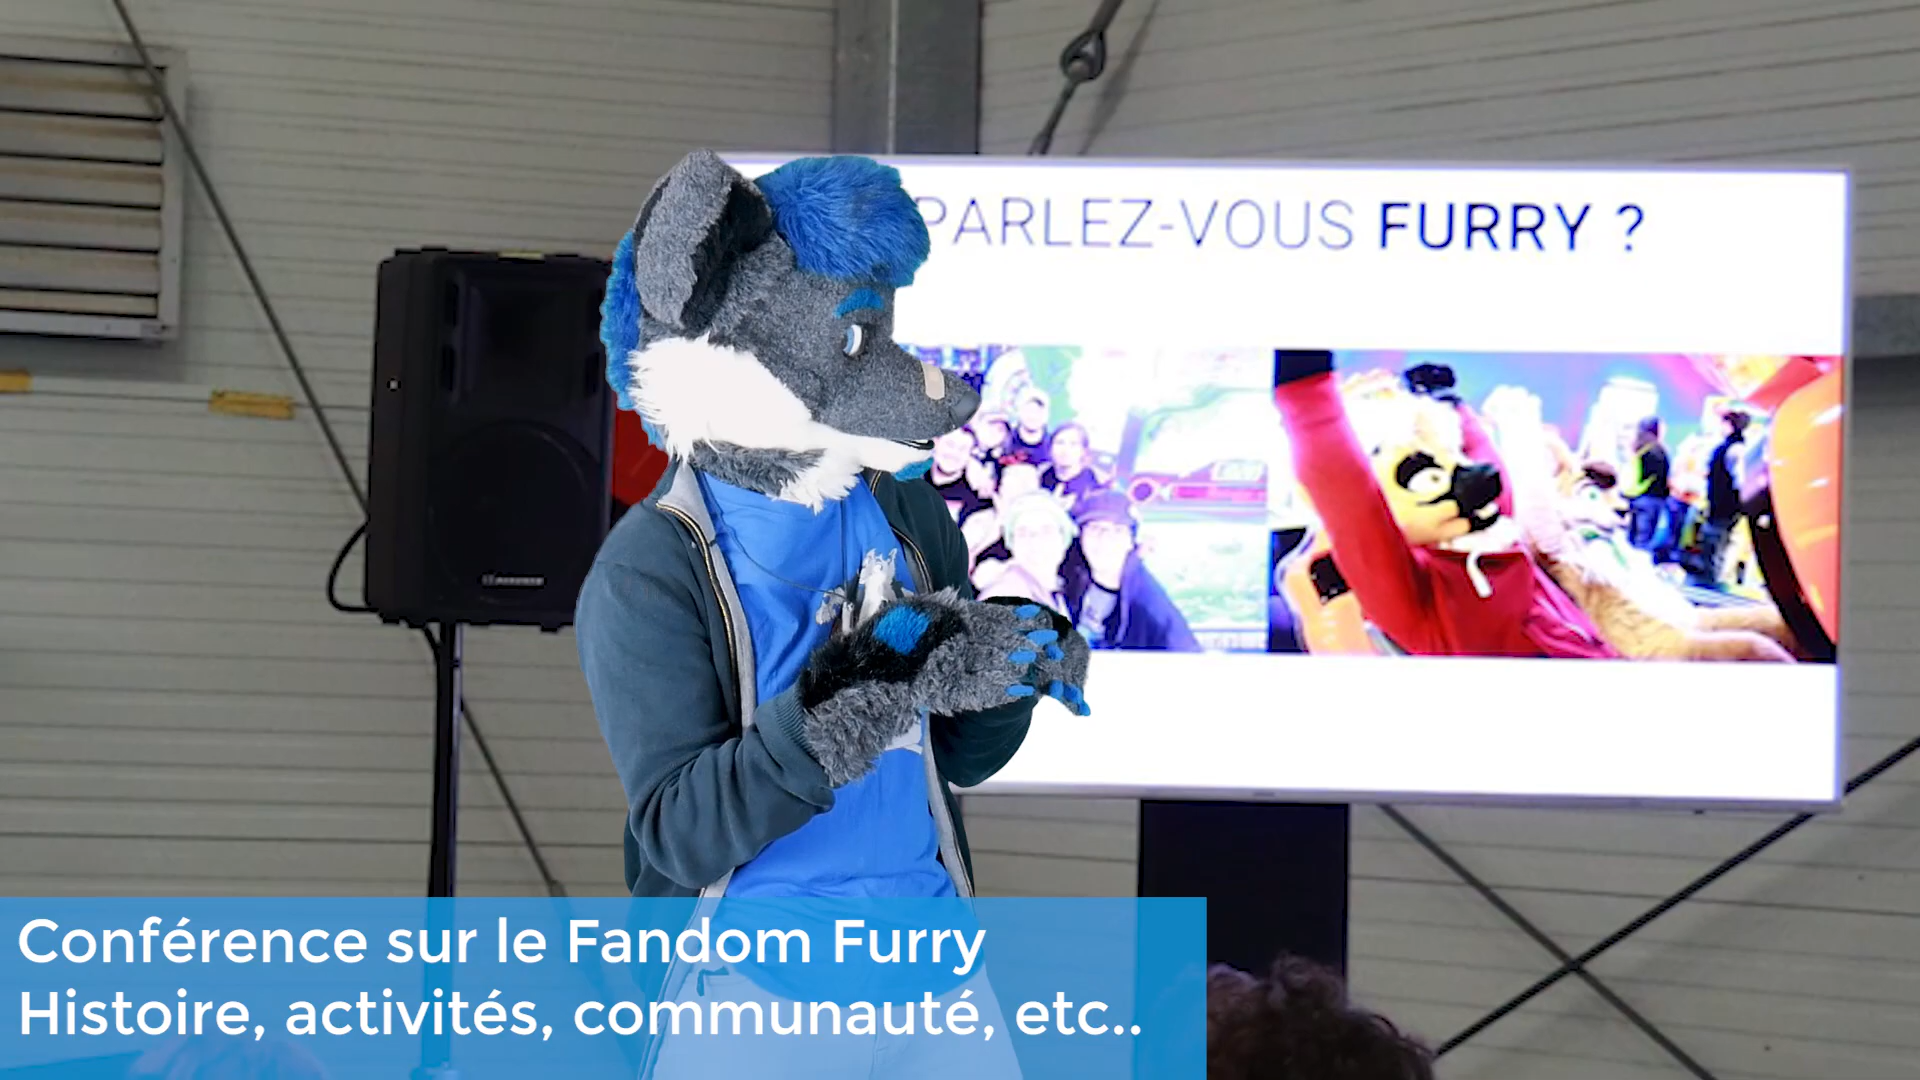 PARLEZ-VOUS FURRY ?
Conférence sur le Fandom Furry
Histoire, activités, communauté, etc..